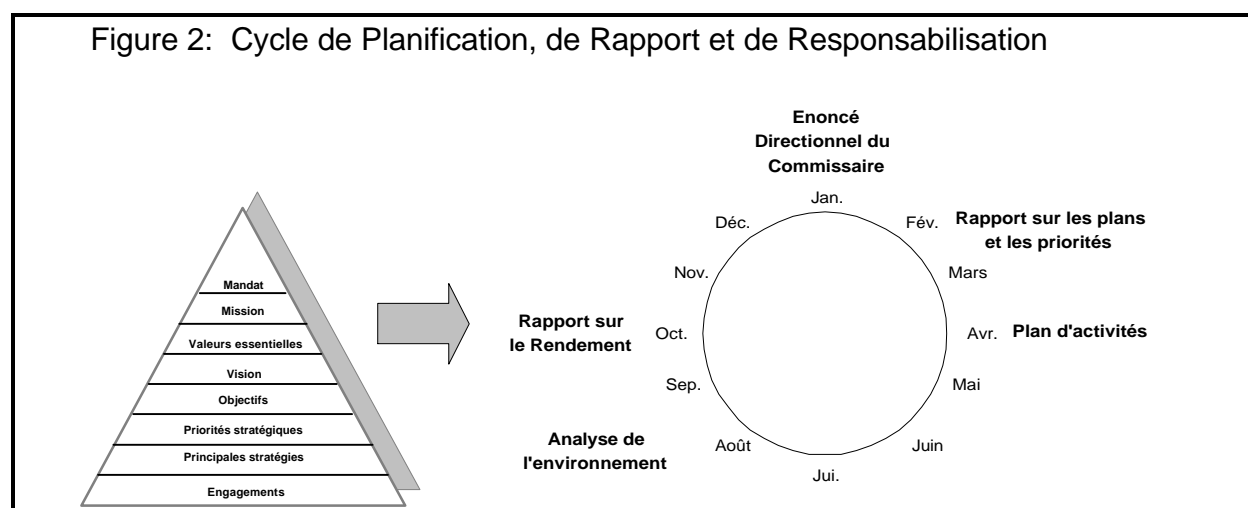 Figure 2: Cycle de Planification, de Rapport et de Responsabilisation
Mandat
Mission
Valeurs essentielles
Vision
Objectifs
Priorités stratégiques
Principales stratégies
Engagements
Enoncé
Directionnel du
Commissaire
Jan.
Fév.
Rapport sur les plans
et les priorités
Mars
Avr.
Plan d'activités
Mai
Juin
Jui.
Août
Analyse de
l'environnement
Sep.
Oct.
Rapport sur
le Rendement
Nov.
Déc.